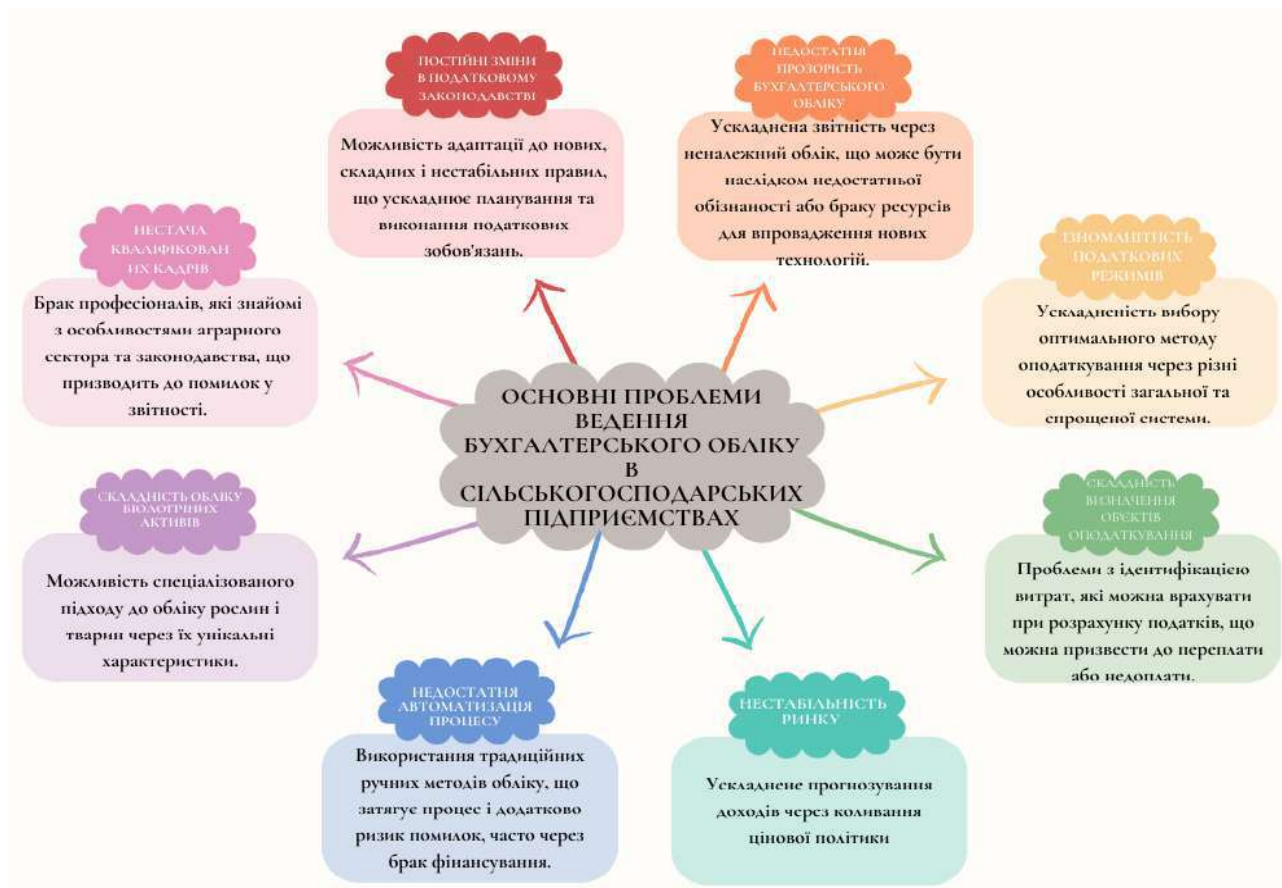 ОСНОВНІ ПРОБЛЕМИ
ВЕДЕННЯ
БУХГАЛТЕРСЬКОГО ОБЛІКУ
В
СІЛЬСЬКОГОСПОДАРСЬКИХ
ПІДПРИЄМСТВАХ
ПОСТІЙНІ ЗМІНИ
В ПОДАТКОВОМУ
ЗАКОНОДАВСТВІ
Можливість адаптації до нових,
складних і нестабільних правил,
що ускладнює планування та
виконання податкових
зобов'язань.
НЕДОСТАТНЯ
ПРОЗОРІСТЬ
БУХГАЛТЕРСЬКОГО
ОБЛІКУ
Ускладнена звітність через
неналежний облік, що може бути
наслідком недостатньої
обізнаності або браку ресурсів
для впровадження нових
технологій.
ІЗНОМАНІТНІСТЬ
ПОДАТКОВИХ
РЕЖИМІВ
Ускладненість вибору
оптимального методу
оподаткування через різні
особливості загальної та
спрощеної системи.
СКЛАДНІСТЬ
ВИЗНАЧЕННЯ
ОБ'ЄКТІВ
ОПОДАТКУВАННЯ
Проблеми з ідентифікацією
витрат, які можна врахувати
при розрахунку податків, що
можна призвести до переплати
або недоплати.
НЕСТАБІЛЬНІСТЬ
РИНКУ
Ускладнене прогнозування
доходів через коливання
цінової політики
НЕДОСТАТНЯ
АВТОМАТИЗАЦІЯ
ПРОЦЕСУ
Використання традиційних
ручних методів обліку, що
затягує процес і додатково
ризик помилок, часто через
брак фінансування.
СКЛАДНІСТЬ ОБЛІКУ
БІОЛОГІЧНИХ
АКТИВІВ
Можливість спеціалізованого
підходу до обліку рослин і
тварин через їх унікальні
характеристики.
НЕСТАЧА
КВАЛІФІКОВАН
ИХ КАДРІВ
Брак професіоналів, які знайомі
з особливостями аграрного
сектора та законодавства, що
призводить до помилок у
звітності.